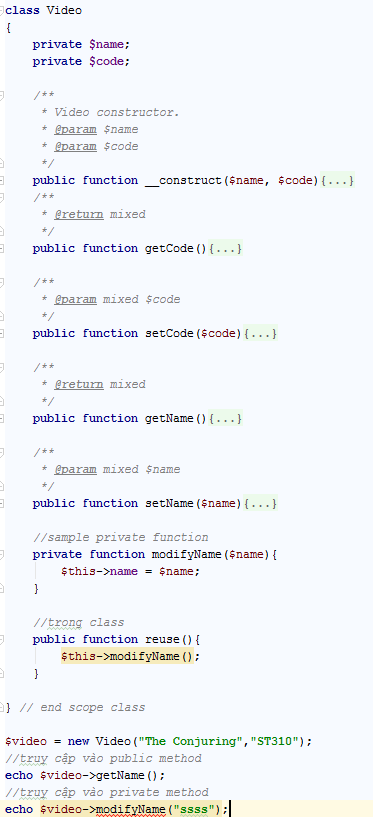 class Video
{
    private $name;
    private $code;

    /**
     * Video constructor.
     * @param $name
     * @param $code
     */
    public function __construct($name, $code){...}
    /**
     * @return mixed
     */
    public function getCode(){...}

    /**
     * @param mixed $code
     */
    public function setCode($code){...}

    /**
     * @return mixed
     */
    public function getName(){...}

    /**
     * @param mixed $name
     */
    public function setName($name){...}

    //sample private function
    private function modifyName($name){
        $this->name = $name;
    }

    //trong class
    public function reuse(){
        $this->modifyName();
    }

} // end scope class

$video = new Video("The Conjuring","ST310");
//truy cập vào public method
echo $video->getName();
//truy cập vào private method
echo $video->modifyName("ssss");